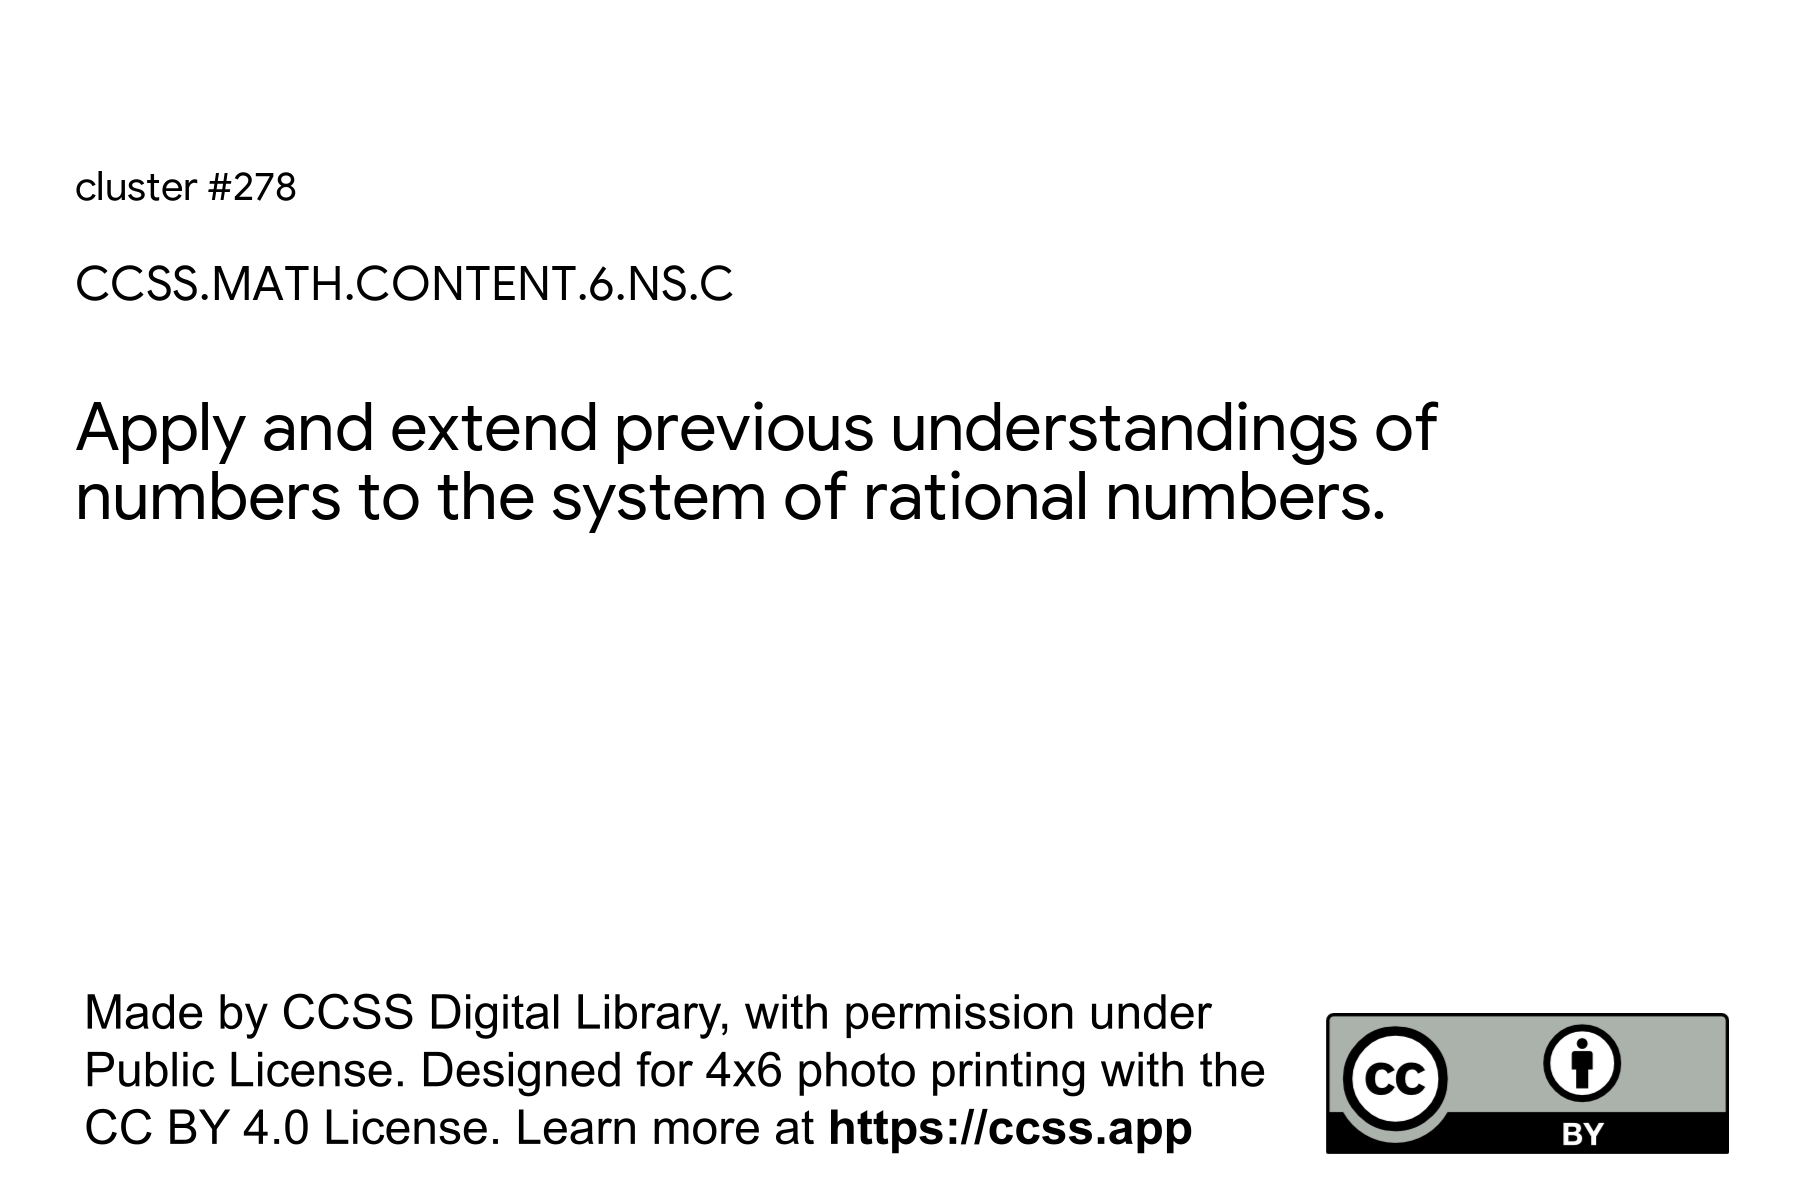 cluster #278
CCSS.MATH.CONTENT.6.NS.C
Apply and extend previous understandings of
numbers to the system of rational numbers.
Made by CCSS Digital Library, with permission under
Public License. Designed for 4x6 photo printing with the
CC BY 4.0 License. Learn more at https://ccss.app
cc
BY